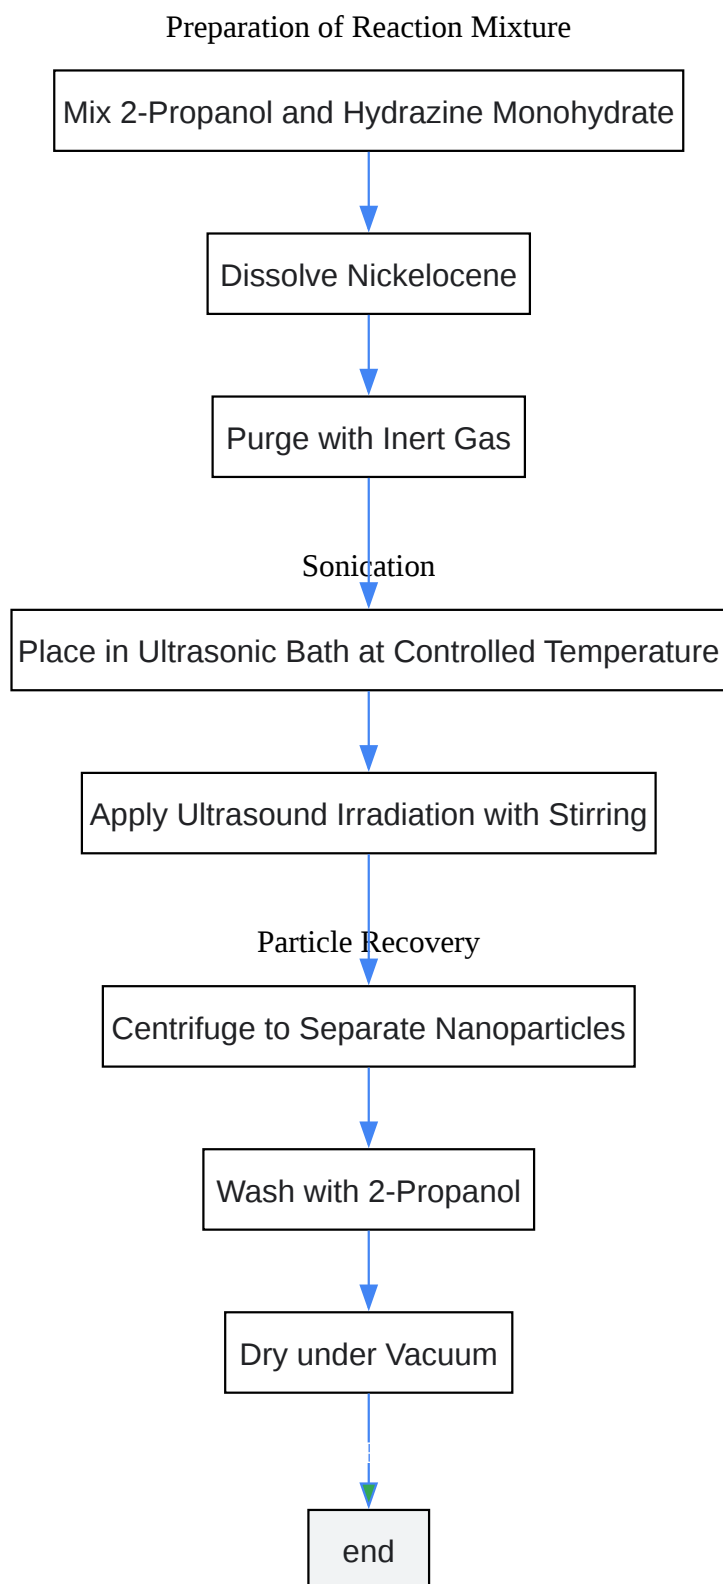 Preparation of Reaction Mixture
Mix 2-Propanol and Hydrazine Monohydrate
Dissolve Nickelocene
Purge with Inert Gas
Sonication
Place in Ultrasonic Bath at Controlled Temperature
Apply Ultrasound Irradiation with Stirring
Particle Recovery
Centrifuge to Separate Nanoparticles
Wash with 2-Propanol
Dry under Vacuum
end